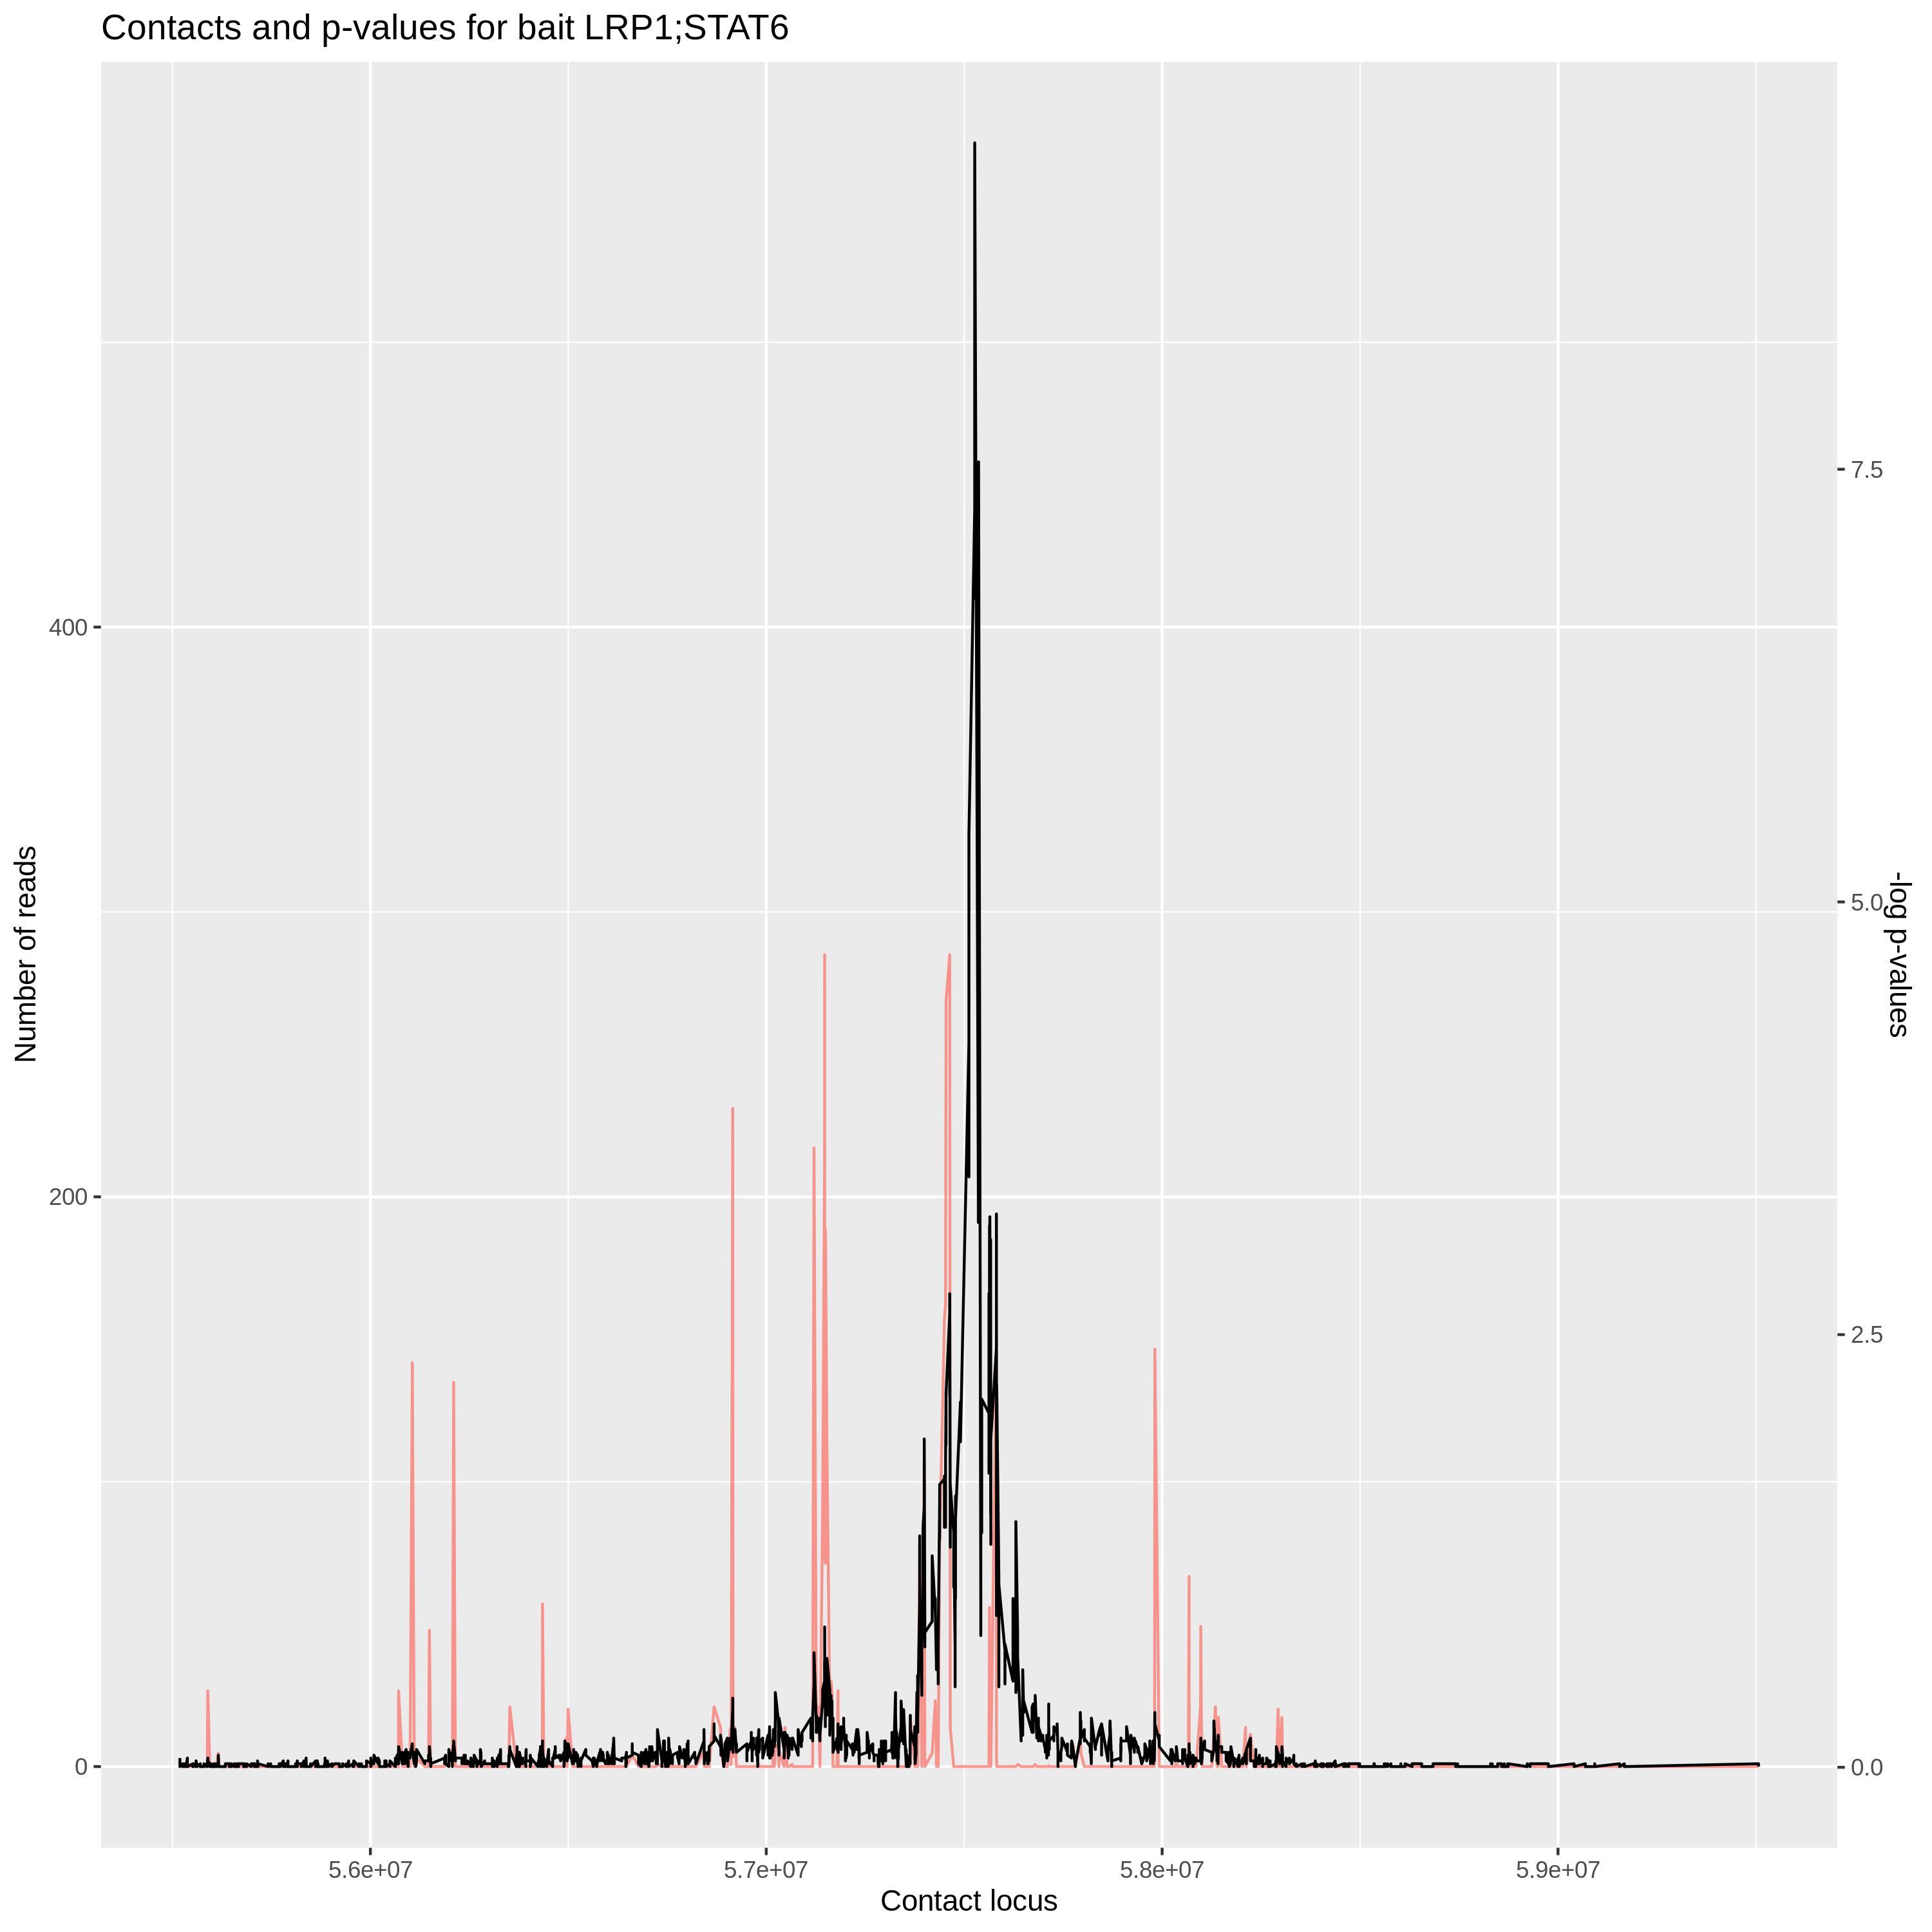 Contacts and p-values for bait LRP1;STAT6
Number of reads
400
200
0
7.5
5.0
2.5
0.0
-log p-values
5.6e+07
5.7e+07
5.8e+07
5.9e+07
Contact locus